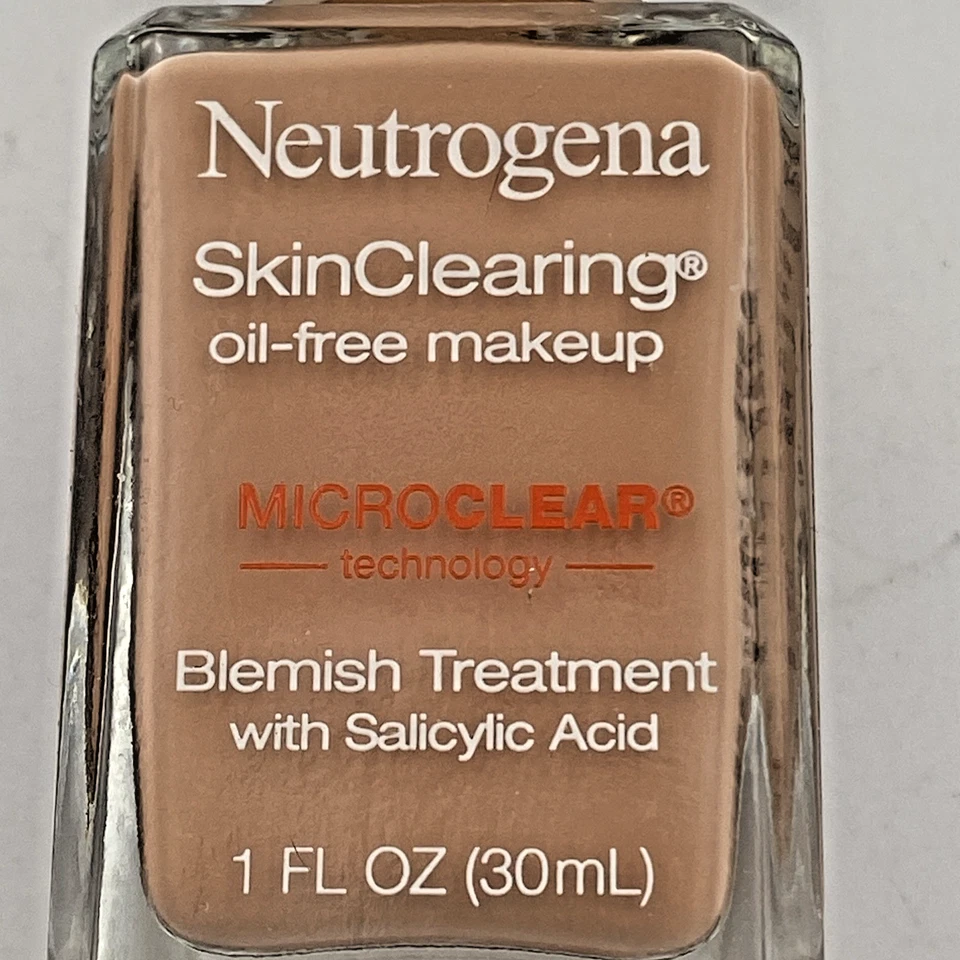 Neutrogena
SkinClearing®
oil-free makeup
MICROCLEAR®
technology
Blemish Treatment
with Salicylic Acid
1 FL OZ (30mL)